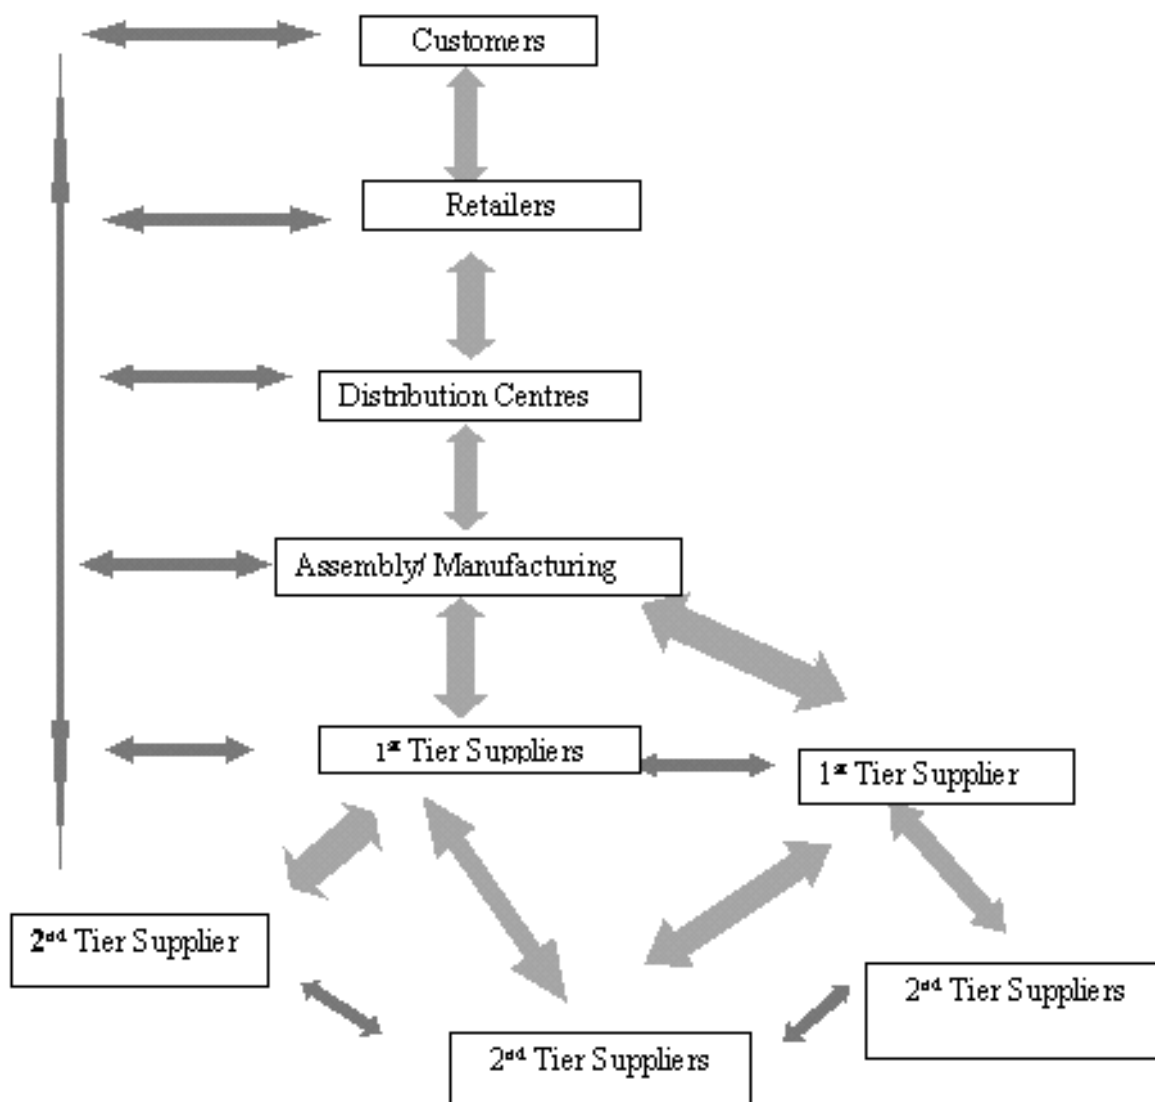 Customers
Retailers
Distribution Centres
Assembly/ Manufacturing
1st Tier Suppliers
1st Tier Supplier
2nd Tier Supplier
2nd Tier Suppliers
2nd Tier Suppliers